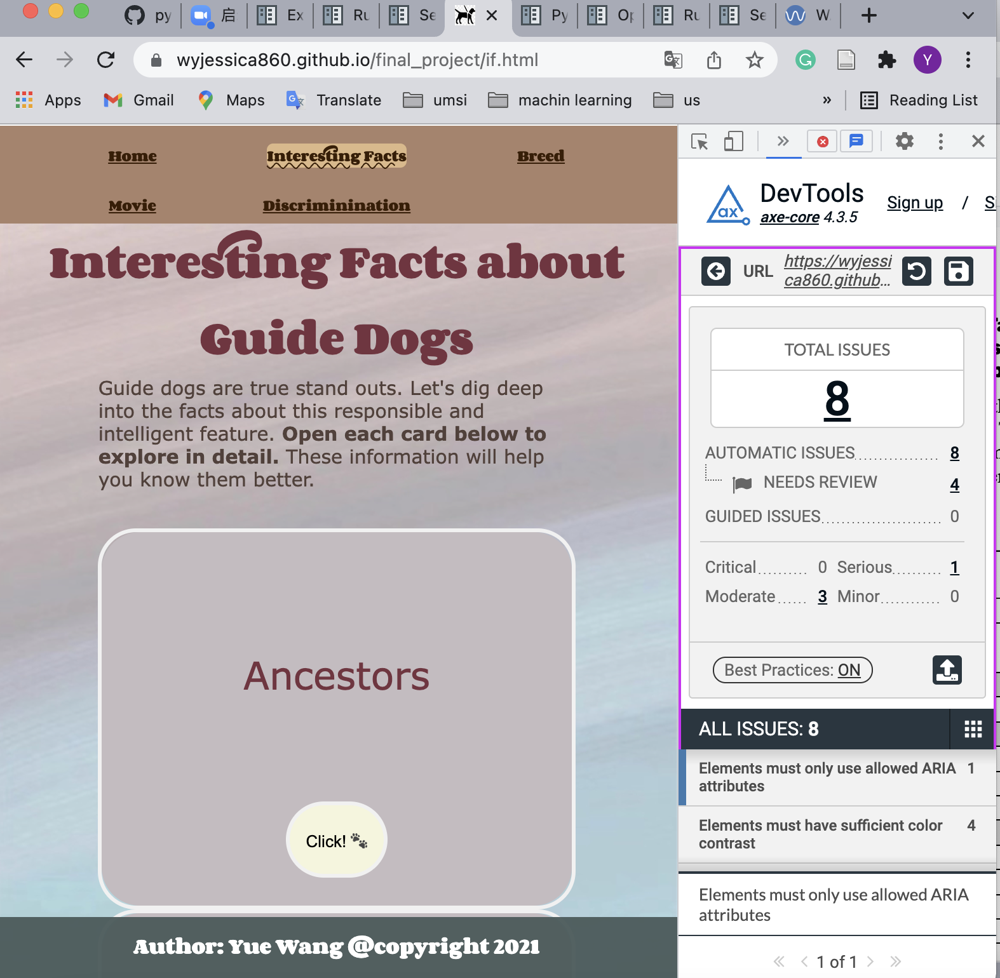 py
启
Ex
Ru
Se
Py
Op
Ru
Se
W
wyjessica860.github.io/final_project/if.html
Y
Apps
Gmail
Maps
Translate
umsi
machin learning
us
»
Reading List
Home
Interesting Facts
Breed
Movie
Discriminination
Interesting Facts about
Guide Dogs
Guide dogs are true stand outs. Let's dig deep
into the facts about this responsible and
intelligent feature. Open each card below to
explore in detail. These information will help
you know them better.
Ancestors
Click!
Author: Yue Wang @copyright 2021
ax
DevTools
axe-core 4.3.5
Sign up / S
URL
https://wyjessi
ca860.github...
TOTAL ISSUES
8
AUTOMATIC ISSUES 8
NEEDS REVIEW 4
GUIDED ISSUES 0
Critical 0 Serious 1
Moderate 3 Minor 0
Best Practices: ON
ALL ISSUES: 8
Elements must only use allowed ARIA 1
attributes
Elements must have sufficient color 4
contrast
Elements must only use allowed ARIA
attributes
1 of 1